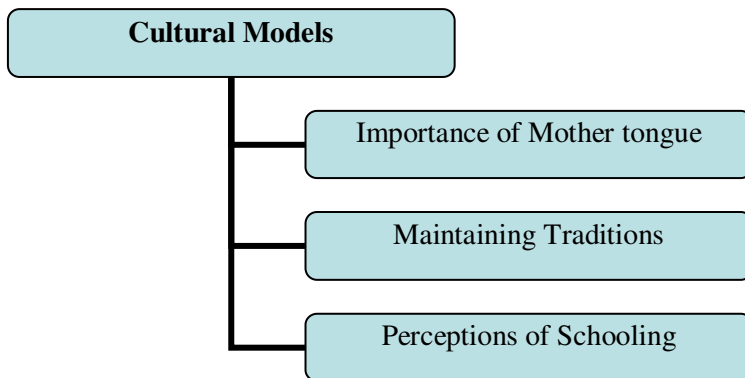 Cultural Models
Importance of Mother tongue
Maintaining Traditions
Perceptions of Schooling